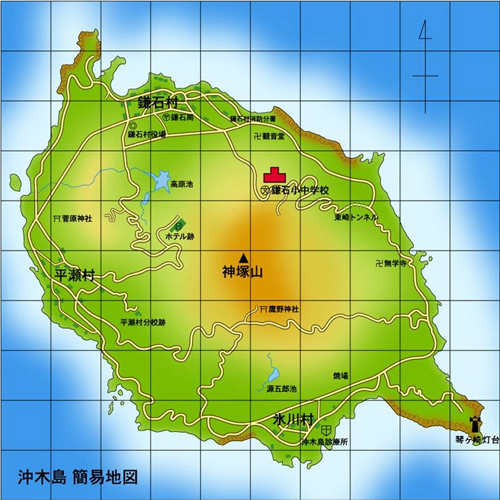 鎌石村
鎌石局
鎌石村消防分署
鎌石村役場
観音堂
高原池
鎌石小中学校
菅原神社
東崎トンネル
ホテル跡
無学寺
平瀬村
神塚山
鷹野神社
平瀬村分校跡
焼場
源五郎池
氷川村
沖木島診療所
琴ヶ崎灯台
沖木島 簡易地図